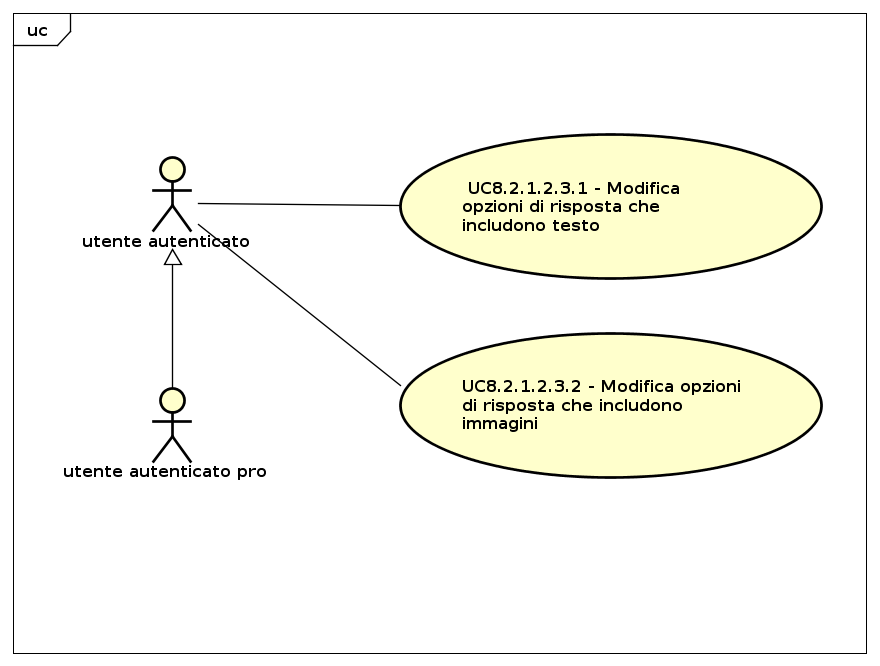 uc
UC8.2.1.2.3.1 - Modifica
opzioni di risposta che
includono testo
utente autenticato
UC8.2.1.2.3.2 - Modifica opzioni
di risposta che includono
immagini
utente autenticato pro